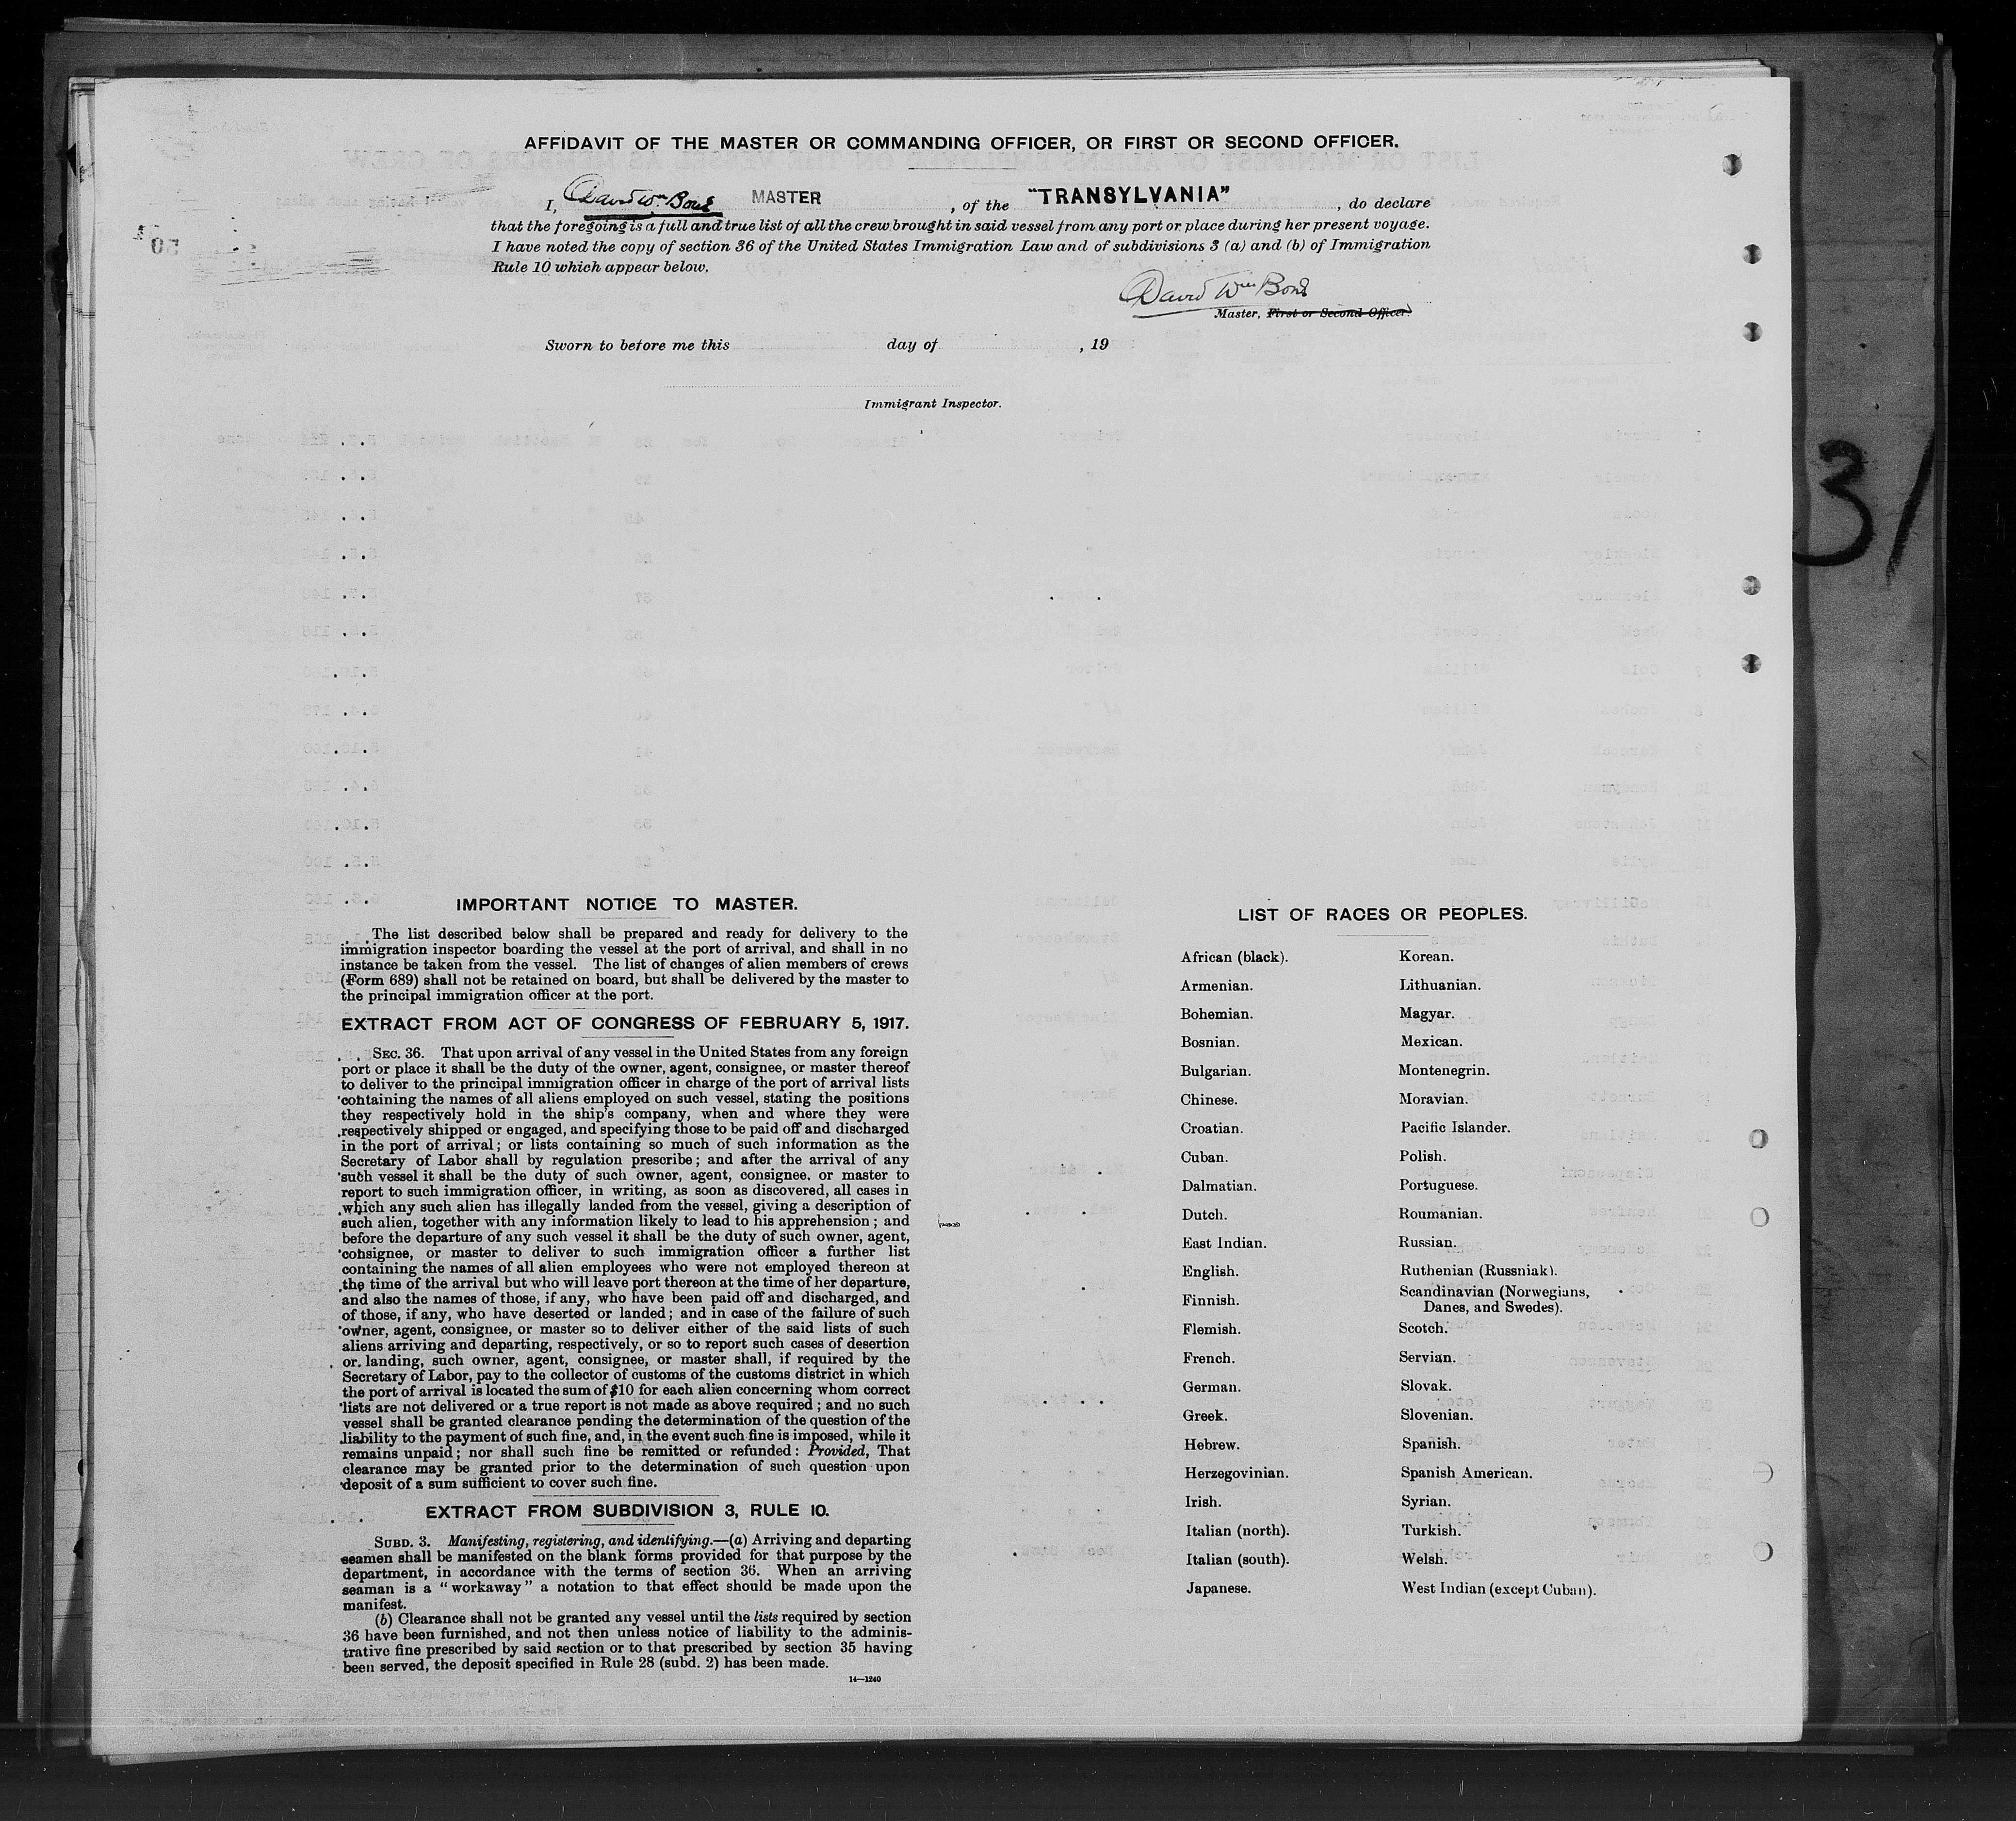 AFFIDAVIT OF THE MASTER OR COMMANDING OFFICER, OR FIRST OR SECOND OFFICER.
I, David Wm Bone MASTER, of the "TRANSYLVANIA", do declare
that the foregoing is a full and true list of all the crew brought in said vessel from any port or place during her present voyage.
I have noted the copy of section 36 of the United States Immigration Law and of subdivisions 3 (a) and (b) of Immigration
Rule 10 which appear below.
David Wm Bone
Master, First or Second Officer.
Sworn to before me this day of , 19
Immigrant Inspector.
31
IMPORTANT NOTICE TO MASTER.
The list described below shall be prepared and ready for delivery to the
immigration inspector boarding the vessel at the port of arrival, and shall in no
instance be taken from the vessel. The list of changes of alien members of crews
(Form 689) shall not be retained on board, but shall be delivered by the master to
the principal immigration officer at the port.
EXTRACT FROM ACT OF CONGRESS OF FEBRUARY 5, 1917.
SEC. 36. That upon arrival of any vessel in the United States from any foreign
port or place it shall be the duty of the owner, agent, consignee, or master thereof
to deliver to the principal immigration officer in charge of the port of arrival lists
containing the names of all aliens employed on such vessel, stating the positions
they respectively hold in the ship's company, when and where they were
respectively shipped or engaged, and specifying those to be paid off and discharged
in the port of arrival; or lists containing so much of such information as the
Secretary of Labor shall by regulation prescribe; and after the arrival of any
such vessel it shall be the duty of such owner, agent, consignee, or master to
report to such immigration officer, in writing, as soon as discovered, all cases in
which any such alien has illegally landed from the vessel, giving a description of
such alien, together with any information likely to lead to his apprehension; and
before the departure of any such vessel it shall be the duty of such owner, agent,
consignee, or master to deliver to such immigration officer a further list
containing the names of all alien employees who were not employed thereon at
the time of the arrival but who will leave port thereon at the time of her departure,
and also the names of those, if any, who have been paid off and discharged, and
of those, if any, who have deserted or landed; and in case of the failure of such
owner, agent, consignee, or master so to deliver either of the said lists of such
aliens arriving and departing, respectively, or so to report such cases of desertion
or landing, such owner, agent, consignee, or master shall, if required by the
Secretary of Labor, pay to the collector of customs of the customs district in which
the port of arrival is located the sum of $10 for each alien concerning whom correct
lists are not delivered or a true report is not made as above required; and no such
vessel shall be granted clearance pending the determination of the question of the
liability to the payment of such fine, and, in the event such fine is imposed, while it
remains unpaid; nor shall such fine be remitted or refunded: Provided, That
clearance may be granted prior to the determination of such question upon
deposit of a sum sufficient to cover such fine.
EXTRACT FROM SUBDIVISION 3, RULE 10.
SUBD. 3. Manifesting, registering, and identifying.—(a) Arriving and departing
seamen shall be manifested on the blank forms provided for that purpose by the
department, in accordance with the terms of section 36. When an arriving
seaman is a "workaway" a notation to that effect should be made upon the
manifest.
(b) Clearance shall not be granted any vessel until the lists required by section
36 have been furnished, and not then unless notice of liability to the adminis-
trative fine prescribed by said section or to that prescribed by section 35 having
been served, the deposit specified in Rule 28 (subd. 2) has been made.
14—1240
LIST OF RACES OR PEOPLES.
African (black).
Armenian.
Bohemian.
Bosnian.
Bulgarian.
Chinese.
Croatian.
Cuban.
Dalmatian.
Dutch.
East Indian.
English.
Finnish.
Flemish.
French.
German.
Greek.
Hebrew.
Herzegovinian.
Irish.
Italian (north).
Italian (south).
Japanese.
Korean.
Lithuanian.
Magyar.
Mexican.
Montenegrin.
Moravian.
Pacific Islander.
Polish.
Portuguese.
Roumanian.
Russian.
Ruthenian (Russniak).
Scandinavian (Norwegians,
Danes, and Swedes).
Scotch.
Servian.
Slovak.
Slovenian.
Spanish.
Spanish American.
Syrian.
Turkish.
Welsh.
West Indian (except Cuban).